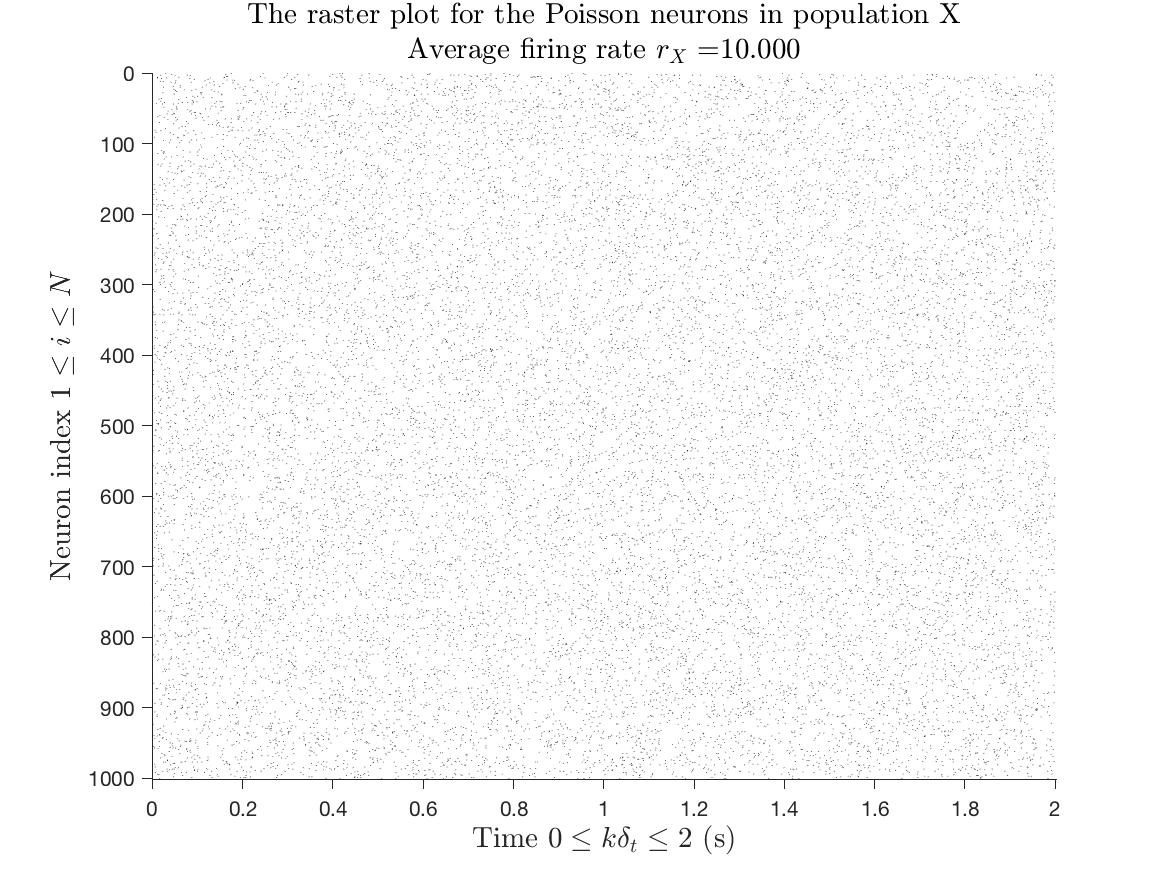 The raster plot for the Poisson neurons in population X
Average firing rate r_X =10.000
0
100
200
300
400
500
600
700
800
900
1000
Neuron index 1 ≤ i ≤ N
0 0.2 0.4 0.6 0.8 1 1.2 1.4 1.6 1.8 2
Time 0 ≤ kδ_t ≤ 2 (s)